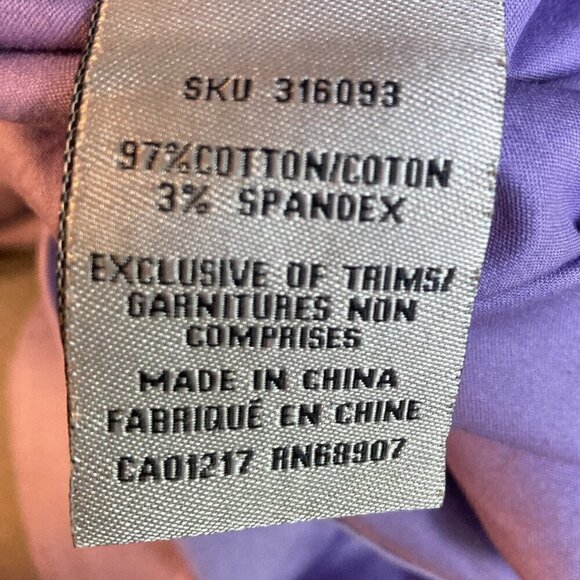 SKU 316093
97%COTTON/COTON
3% SPANDEX
EXCLUSIVE OF TRIMS/
GARNITURES NON
COMPRISES
MADE IN CHINA
FABRIQUÉ EN CHINE
CA01217 RN68907